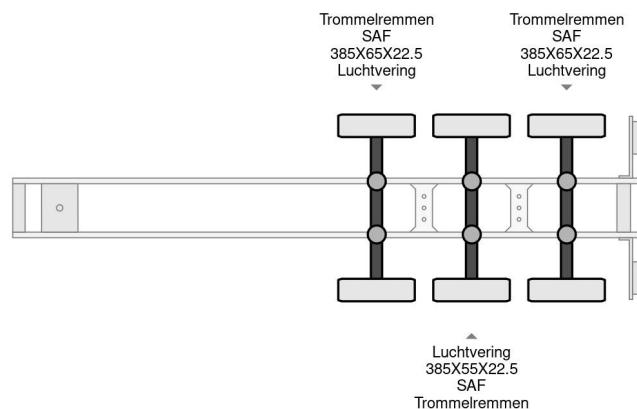 Trommelremmen
SAF
385X65X22.5
Luchtvering
Trommelremmen
SAF
385X65X22.5
Luchtvering
Luchtvering
385X55X22.5
SAF
Trommelremmen